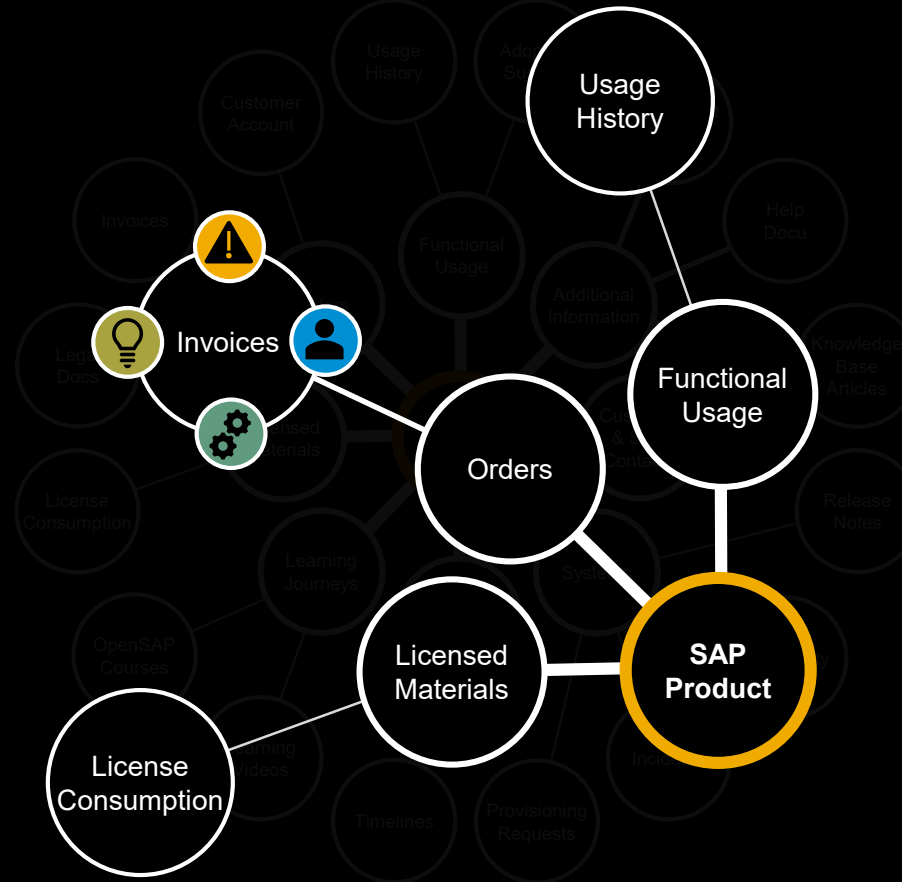 Usage
History
Usage
History
Customer
Account
Invoices
Functional
Usage
Help
Docu
Additional
Information
Invoices
Functional
Usage
Knowledge
Base
Articles
Orders
License
Consumption
Release
Notes
Learning
Journeys
OpenSAP
Courses
Licensed
Materials
SAP
Product
License
Consumption
Videos
Timelines
Provisioning
Requests